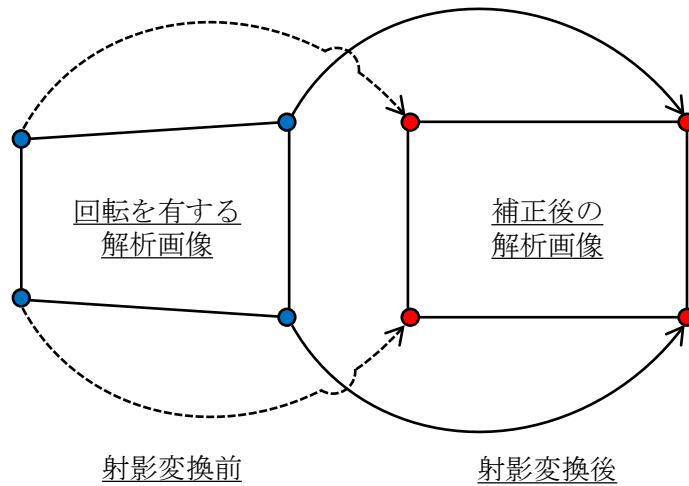 回転を有する
解析画像
補正後の
解析画像
射影変換前
射影変換後